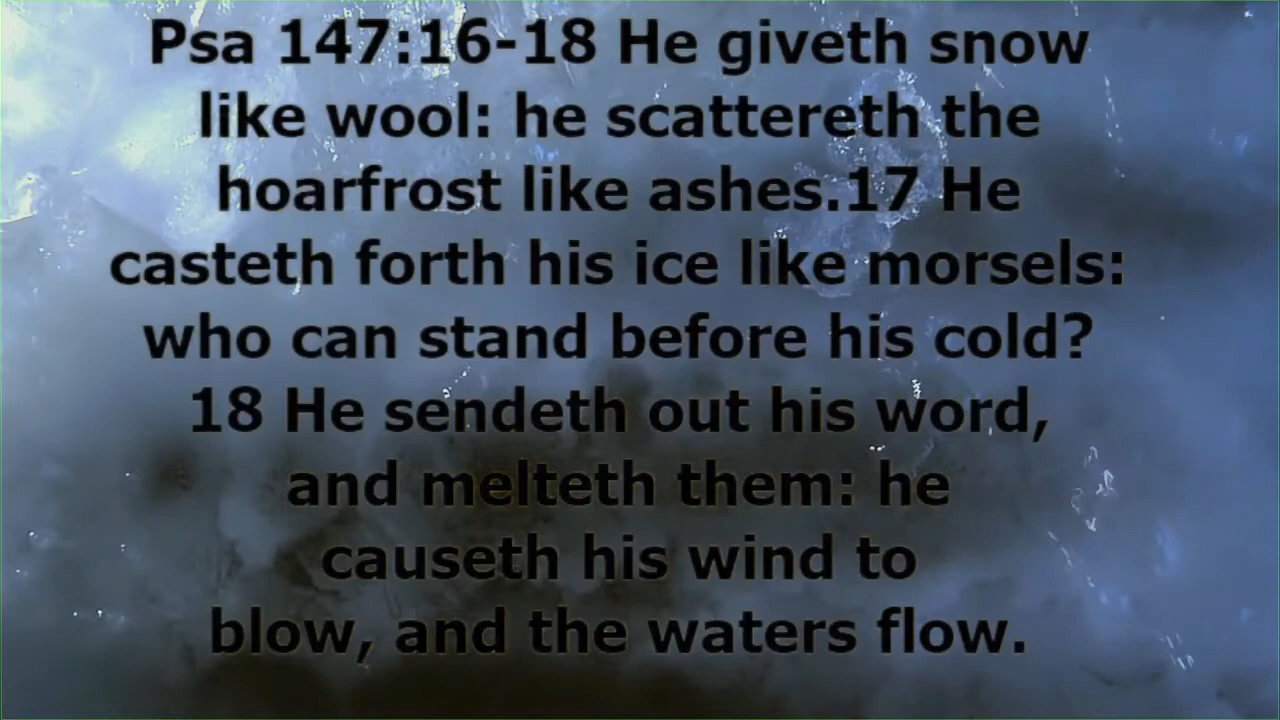 Psa 147:16-18 He giveth snow
like wool: he scattereth the
hoarfrost like ashes.17 He
casteth forth his ice like morsels:
who can stand before his cold?
18 He sendeth out his word,
and melteth them: he
causeth his wind to
blow, and the waters flow.